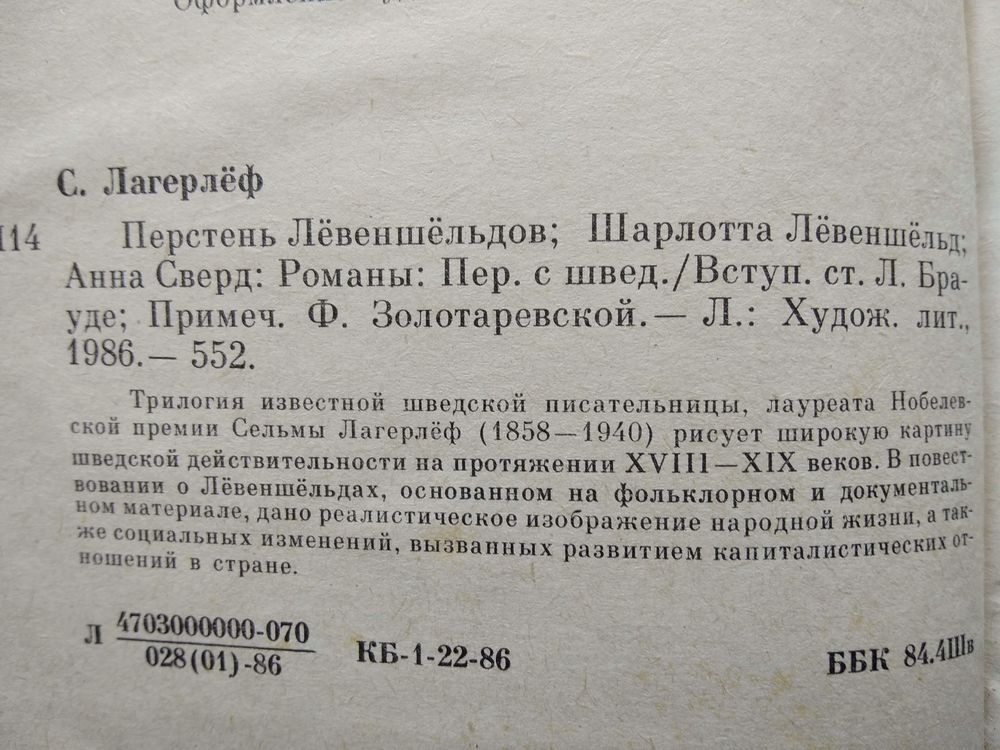 С. Лагерлёф
114 Перстень Лёвеншёльдов; Шарлотта Лёвеншёльд;
Анна Сверд: Романы: Пер. с швед./Вступ. ст. Л. Бра-
уде; Примеч. Ф. Золотаревской.— Л.: Худож. лит.,
1986.— 552.
Трилогия известной шведской писательницы, лауреата Нобелев-
ской премии Сельмы Лагерлёф (1858—1940) рисует широкую картину
шведской действительности на протяжении XVIII—XIX веков. В повест-
вовании о Лёвеншёльдах, основанном на фольклорном и документаль-
ном материале, дано реалистическое изображение народной жизни, а так-
же социальных изменений, вызванных развитием капиталистических от-
ношений в стране.
Л 4703000000-070
028(01)-86 КБ-1-22-86
ББК 84.4Шв